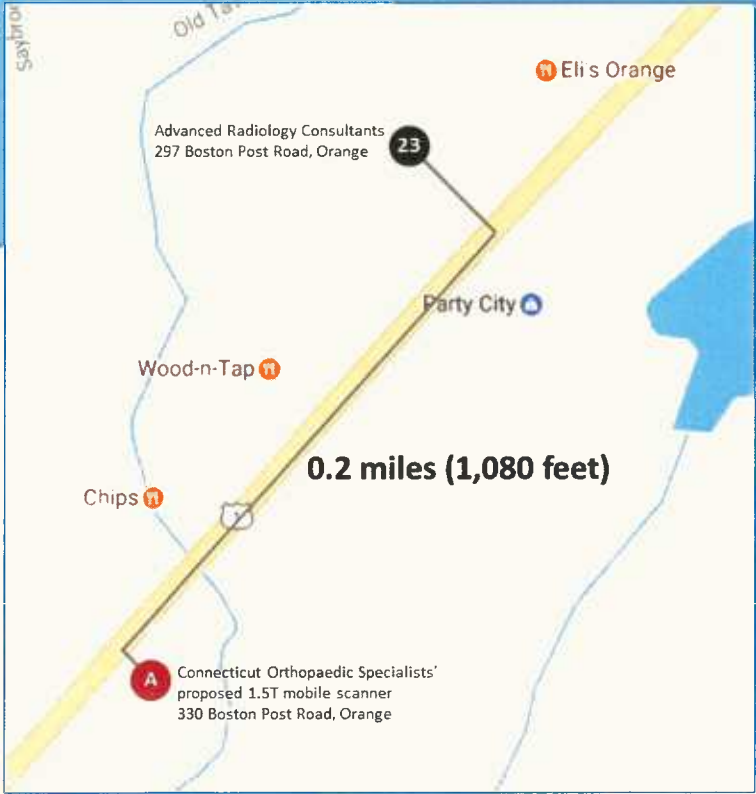 Old Ta
Eli's Orange
Advanced Radiology Consultants
297 Boston Post Road, Orange
23
Party City
Wood-n-Tap
0.2 miles (1,080 feet)
Chips
A
Connecticut Orthopaedic Specialists'
proposed 1.5T mobile scanner
330 Boston Post Road, Orange